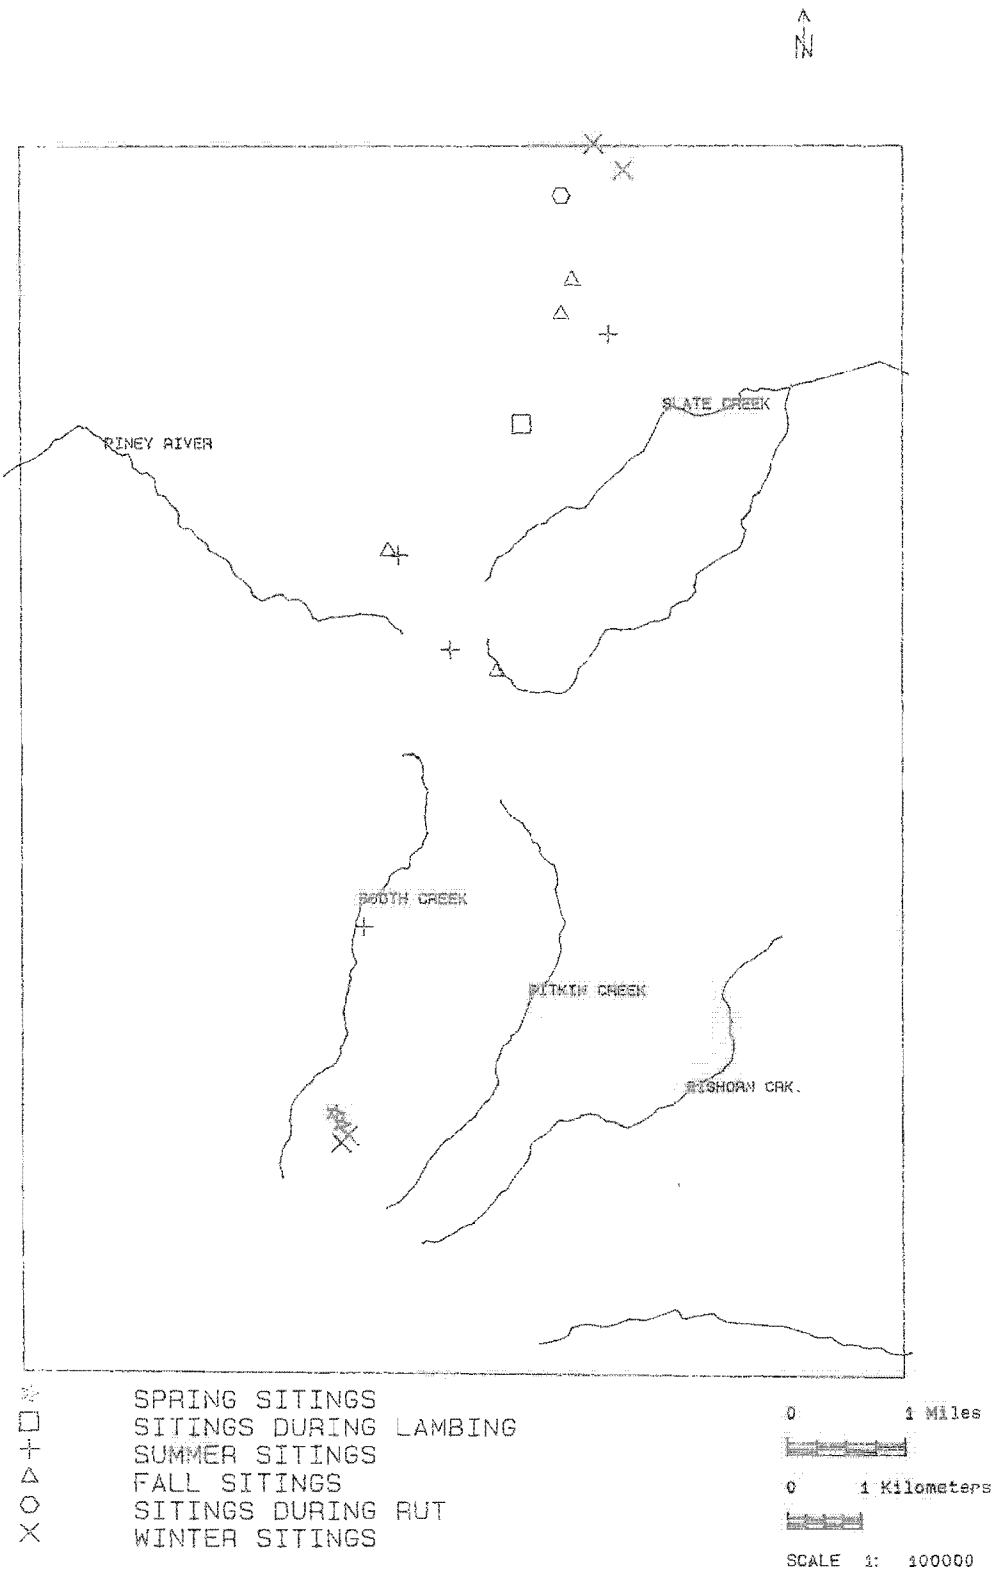 N
SLATE CREEK
PINEY RIVER
BOOTH CREEK
PITKIN CREEK
BIGHORN CRK.
SPRING SITINGS
SITINGS DURING LAMBING
SUMMER SITINGS
FALL SITINGS
SITINGS DURING RUT
WINTER SITINGS
0 1 Miles
0 1 Kilometers
SCALE 1: 100000